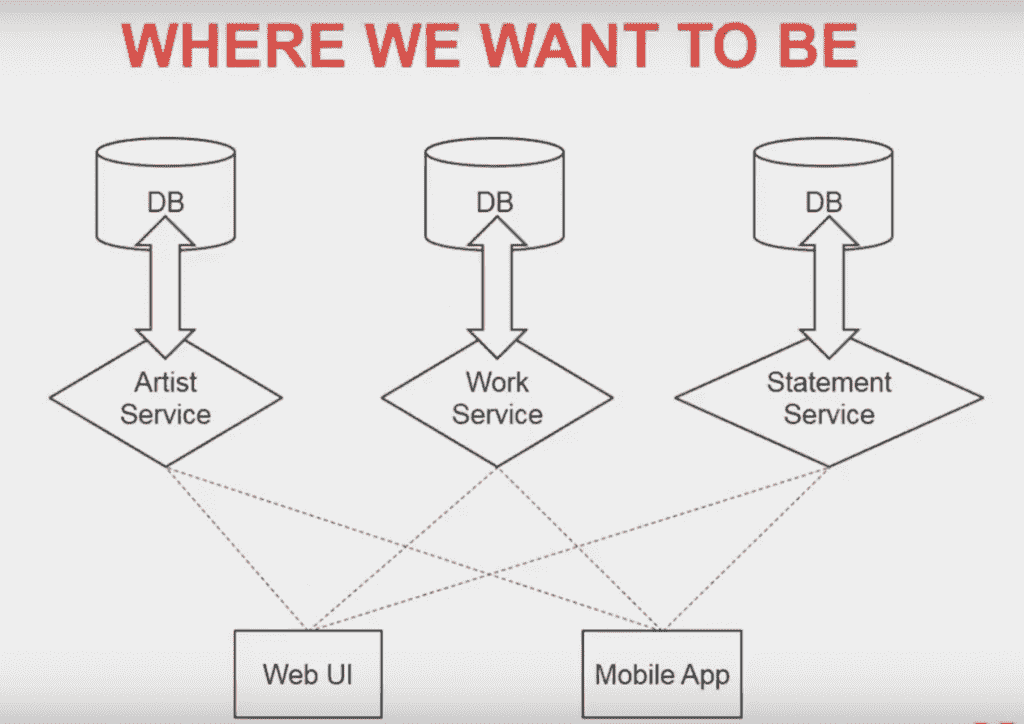 WHERE WE WANT TO BE
DB
DB
DB
Artist
Service
Work
Service
Statement
Service
Web UI
Mobile App